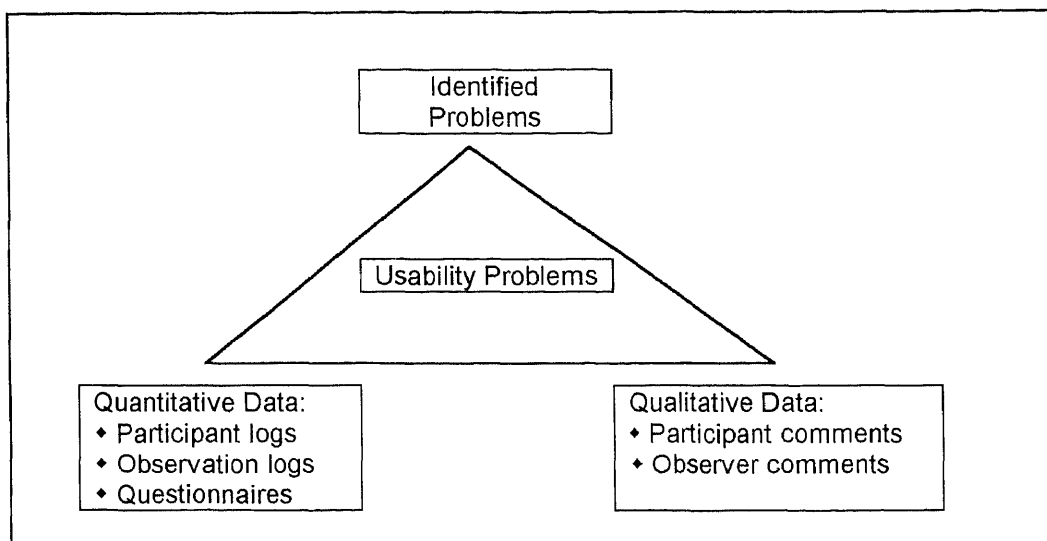 Identified
Problems
Usability Problems
Quantitative Data:
◆ Participant logs
◆ Observation logs
◆ Questionnaires
Qualitative Data:
◆ Participant comments
◆ Observer comments